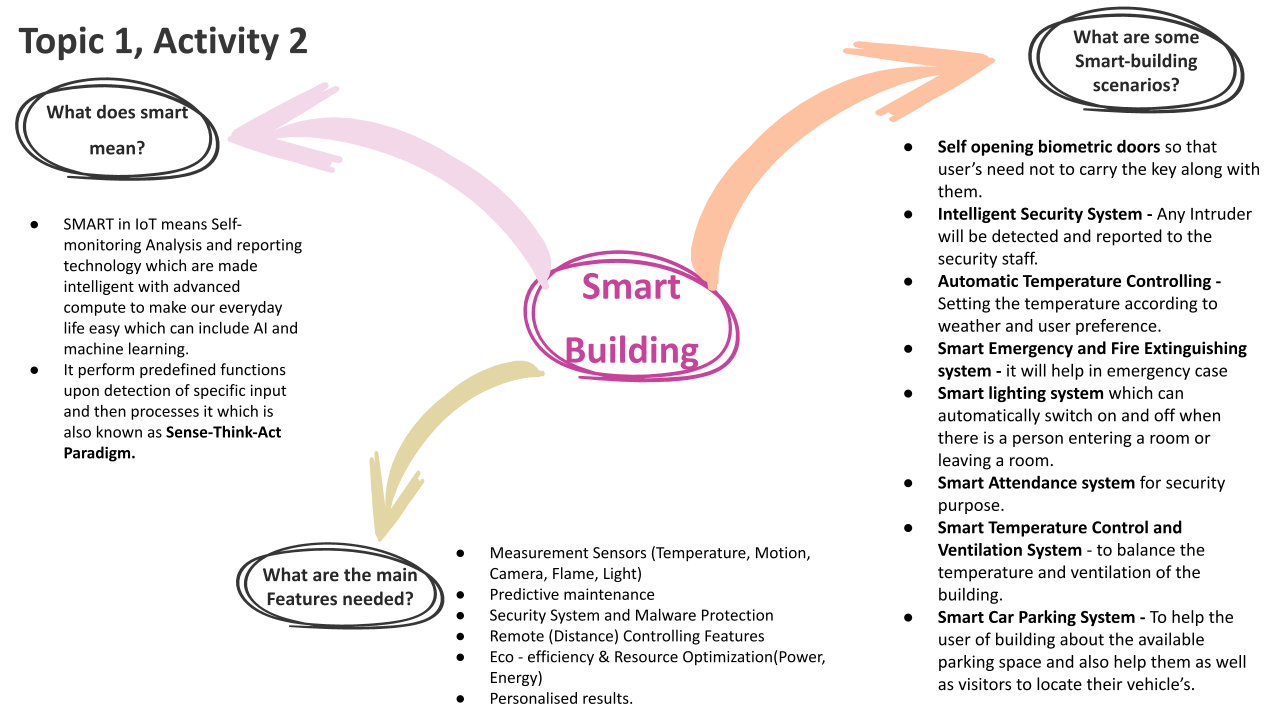 Topic 1, Activity 2
What does smart
mean?
● SMART in IoT means Self-
monitoring Analysis and reporting
technology which are made
intelligent with advanced
compute to make our everyday
life easy which can include AI and
machine learning.
● It perform predefined functions
upon detection of specific input
and then processes it which is
also known as Sense-Think-Act
Paradigm.
Smart
Building
What are the main
Features needed?
● Measurement Sensors (Temperature, Motion,
Camera, Flame, Light)
● Predictive maintenance
● Security System and Malware Protection
● Remote (Distance) Controlling Features
● Eco - efficiency & Resource Optimization(Power,
Energy)
● Personalised results.
What are some
Smart-building
scenarios?
● Self opening biometric doors so that
user’s need not to carry the key along with
them.
● Intelligent Security System - Any Intruder
will be detected and reported to the
security staff.
● Automatic Temperature Controlling -
Setting the temperature according to
weather and user preference.
● Smart Emergency and Fire Extinguishing
system - it will help in emergency case
● Smart lighting system which can
automatically switch on and off when
there is a person entering a room or
leaving a room.
● Smart Attendance system for security
purpose.
● Smart Temperature Control and
Ventilation System - to balance the
temperature and ventilation of the
building.
● Smart Car Parking System - To help the
user of building about the available
parking space and also help them as well
as visitors to locate their vehicle’s.